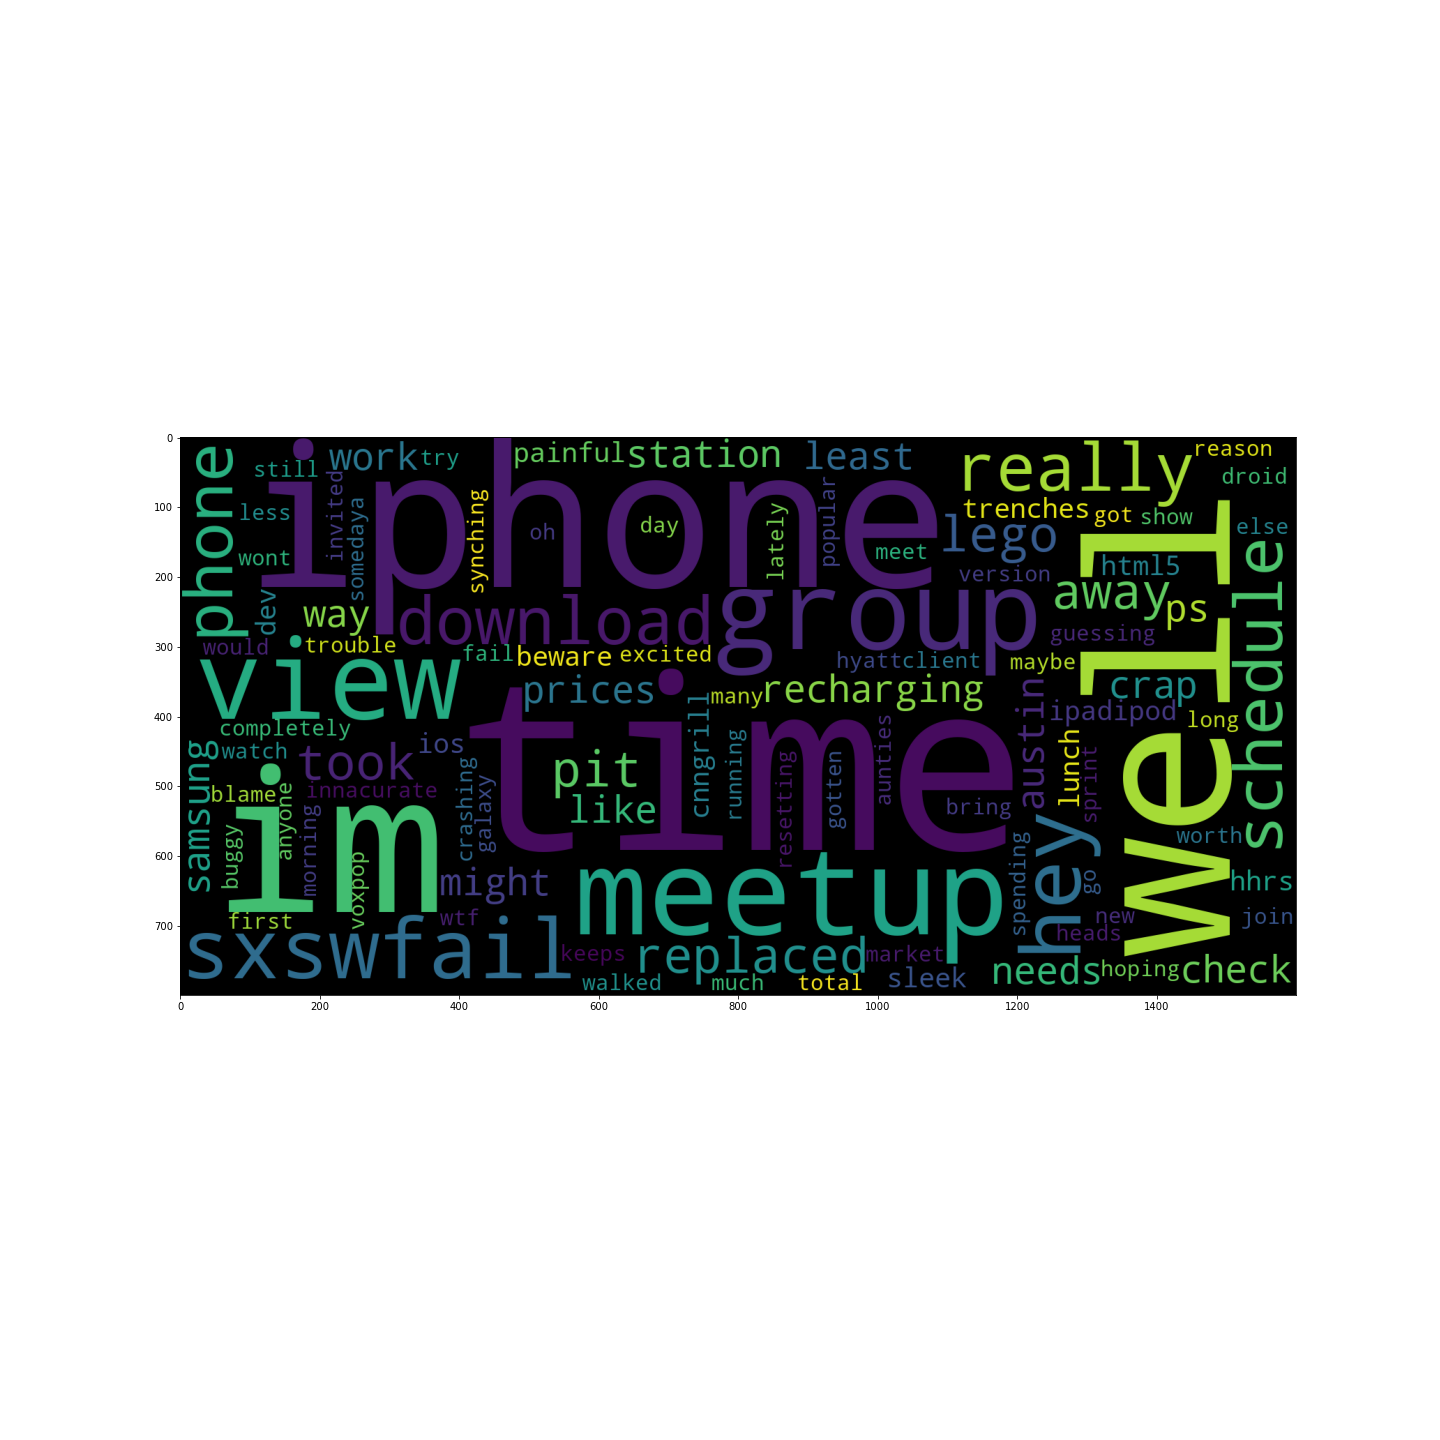 phone
still
work
try
iphone
painful
station
least
really
reason
droid
less
invited
somedaya
synching
oh
day
lately
popular
meet
lego
trenches
got
show
else
wont
version
html5
well
schedule
dev
way
download
group
away
ps
would
trouble
guessing
view
fail
beware
excited
hyatt
client
maybe
crap
completely
prices
many
recharging
austin
ipadipod
long
samsung
watch
took
ios
time
cnngrill
running
aunties
lunch
sprint
blame
innacurate
crashing
galaxy
pit
like
resetting
gotten
bring
im
anyone
buggy
morning
voxpop
might
meetup
spending
hey
go
worth
hhrs
first
wtf
new
join
sxswfail
keeps
replaced
market
heads
walked
much
total
sleek
needs
hoping
check
0
100
200
300
400
500
600
700
0
200
400
600
800
1000
1200
1400